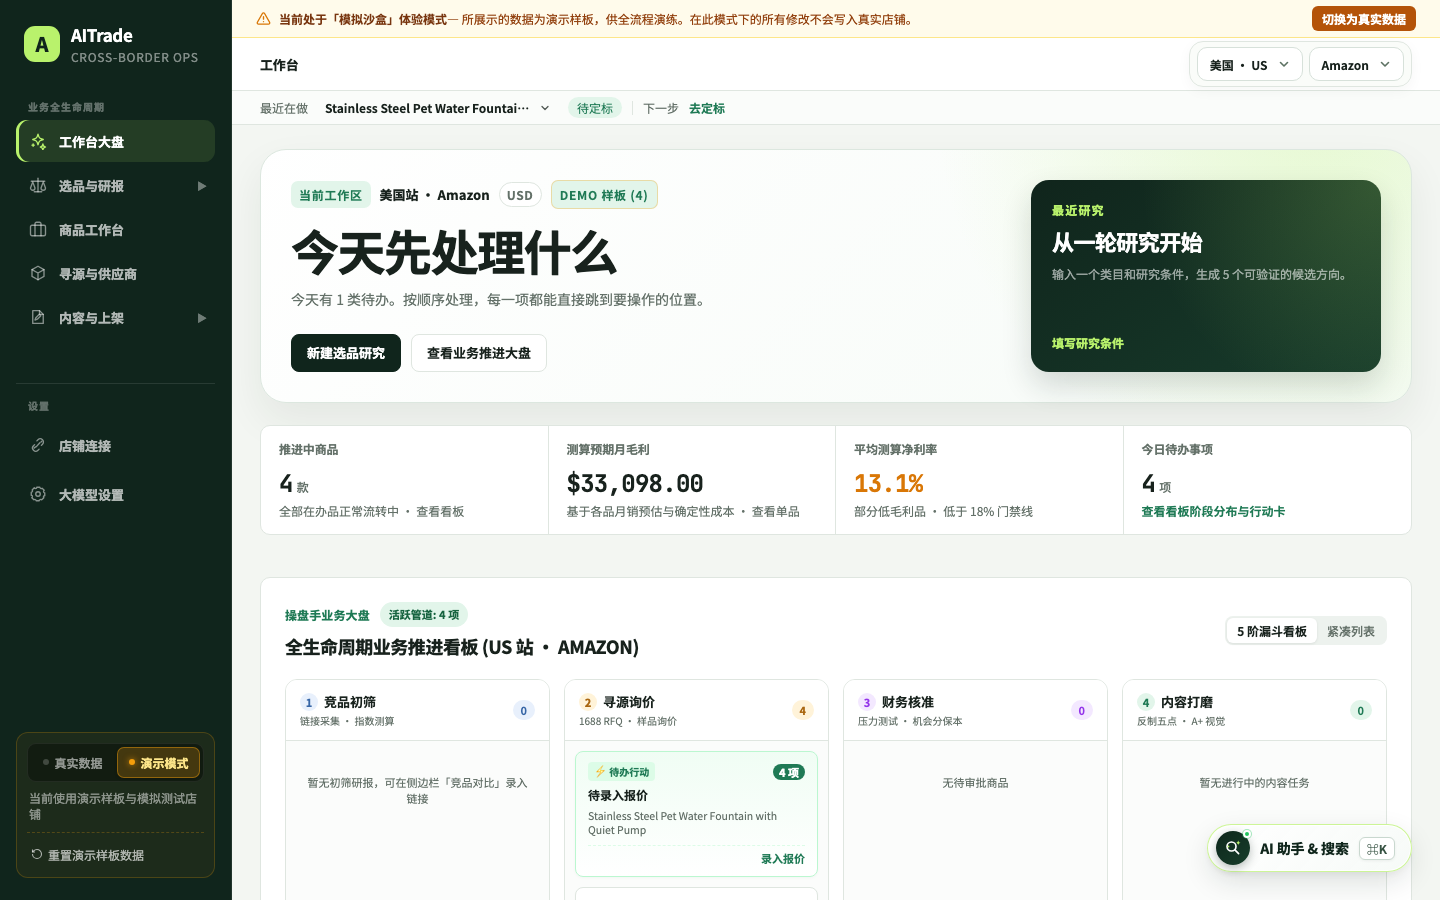 当前处于「模拟沙盒」体验模式— 所展示的数据为演示样板，供全流程演练。在此模式下的所有修改不会写入真实店铺。
切换为真实数据
A
AITrade
CROSS-BORDER OPS
业务全生命周期
工作台大盘
选品与研报
商品工作台
寻源与供应商
内容与上架
设置
店铺连接
大模型设置
真实数据
演示模式
当前使用演示样板与模拟测试店铺
重置演示样板数据
工作台
美国 • US
Amazon
最近在做
Stainless Steel Pet Water Fountai…
待定标
下一步
去定标
当前工作区
美国站 • Amazon
USD
DEMO 样板 (4)
今天先处理什么
今天有 1 类待办。按顺序处理，每一项都能直接跳到要操作的位置。
新建选品研究
查看业务推进大盘
最近研究
从一轮研究开始
输入一个类目和研究条件，生成 5 个可验证的候选方向。
填写研究条件
推进中商品
4 款
全部在办品正常流转中 • 查看看板
测算预期月毛利
$33,098.00
基于各品月销预估与确定性成本 • 查看单品
平均测算净利率
13.1%
部分低毛利品 • 低于 18% 门禁线
今日待办事项
4 项
查看看板阶段分布与行动卡
操盘手业务大盘
活跃管道: 4 项
全生命周期业务推进看板 (US 站 • AMAZON)
5 阶漏斗看板
紧凑列表
1 竞品初筛
链接采集 • 指数测算
0
暂无初筛研报，可在侧边栏「竞品对比」录入
链接
2 寻源询价
1688 RFQ • 样品询价
4
⚡ 待办行动
4 项
待录入报价
Stainless Steel Pet Water Fountain with
Quiet Pump
录入报价
3 财务核准
压力测试 • 机会分保本
0
无待审批商品
4 内容打磨
反制五点 • A+ 视觉
0
暂无进行中的内容任务
AI 助手 & 搜索
⌘K